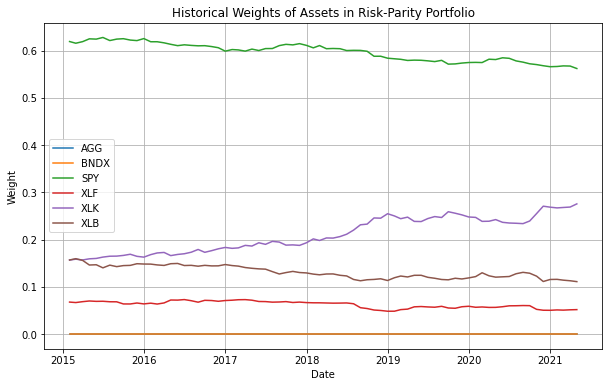 Historical Weights of Assets in Risk-Parity Portfolio
0.6
0.5
0.4
0.3
0.2
0.1
0.0
Weight
AGG
BNDX
SPY
XLF
XLK
XLB
2015
2016
2017
2018
2019
2020
2021
Date